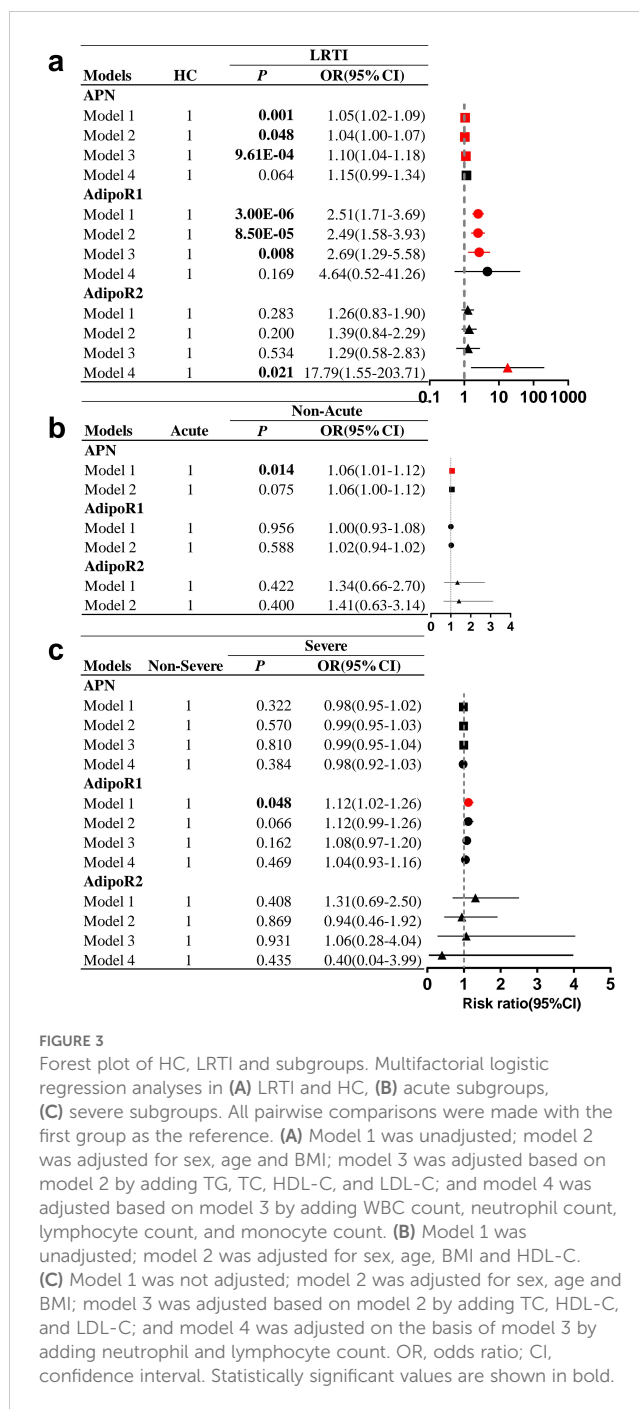 a
LRTI
Models HC P OR(95%CI)
APN
Model 1 1 0.001 1.05(1.02-1.09)
Model 2 1 0.048 1.04(1.00-1.07)
Model 3 1 9.61E-04 1.10(1.04-1.18)
Model 4 1 0.064 1.15(0.99-1.34)
AdipoR1
Model 1 1 3.00E-06 2.51(1.71-3.69)
Model 2 1 8.50E-05 2.49(1.58-3.93)
Model 3 1 0.008 2.69(1.29-5.58)
Model 4 1 0.169 4.64(0.52-41.26)
AdipoR2
Model 1 1 0.283 1.26(0.83-1.90)
Model 2 1 0.200 1.39(0.84-2.29)
Model 3 1 0.534 1.29(0.58-2.83)
Model 4 1 0.021 17.79(1.55-203.71)
0.1 1 10 100 1000
b
Non-Acute
Models Acute P OR(95%CI)
APN
Model 1 1 0.014 1.06(1.01-1.12)
Model 2 1 0.075 1.06(1.00-1.12)
AdipoR1
Model 1 1 0.956 1.00(0.93-1.08)
Model 2 1 0.588 1.02(0.94-1.02)
AdipoR2
Model 1 1 0.422 1.34(0.66-2.70)
Model 2 1 0.400 1.41(0.63-3.14)
0 1 2 3 4
c
Severe
Models Non-Severe P OR(95%CI)
APN
Model 1 1 0.322 0.98(0.95-1.02)
Model 2 1 0.570 0.99(0.95-1.03)
Model 3 1 0.810 0.99(0.95-1.04)
Model 4 1 0.384 0.98(0.92-1.03)
AdipoR1
Model 1 1 0.048 1.12(1.02-1.26)
Model 2 1 0.066 1.12(0.99-1.26)
Model 3 1 0.162 1.08(0.97-1.20)
Model 4 1 0.469 1.04(0.93-1.16)
AdipoR2
Model 1 1 0.408 1.31(0.69-2.50)
Model 2 1 0.869 0.94(0.46-1.92)
Model 3 1 0.931 1.06(0.28-4.04)
Model 4 1 0.435 0.40(0.04-3.99)
0 1 2 3 4 5
Risk ratio(95%CI)
FIGURE 3
Forest plot of HC, LRTI and subgroups. Multifactorial logistic
regression analyses in (A) LRTI and HC, (B) acute subgroups,
(C) severe subgroups. All pairwise comparisons were made with the
first group as the reference. (A) Model 1 was unadjusted; model 2
was adjusted for sex, age and BMI; model 3 was adjusted based on
model 2 by adding TG, TC, HDL-C, and LDL-C; and model 4 was
adjusted based on model 3 by adding WBC count, neutrophil count,
lymphocyte count, and monocyte count. (B) Model 1 was
unadjusted; model 2 was adjusted for sex, age, BMI and HDL-C.
(C) Model 1 was not adjusted; model 2 was adjusted for sex, age and
BMI; model 3 was adjusted based on model 2 by adding TC, HDL-C,
and LDL-C; and model 4 was adjusted on the basis of model 3 by
adding neutrophil and lymphocyte count. OR, odds ratio; CI,
confidence interval. Statistically significant values are shown in bold.